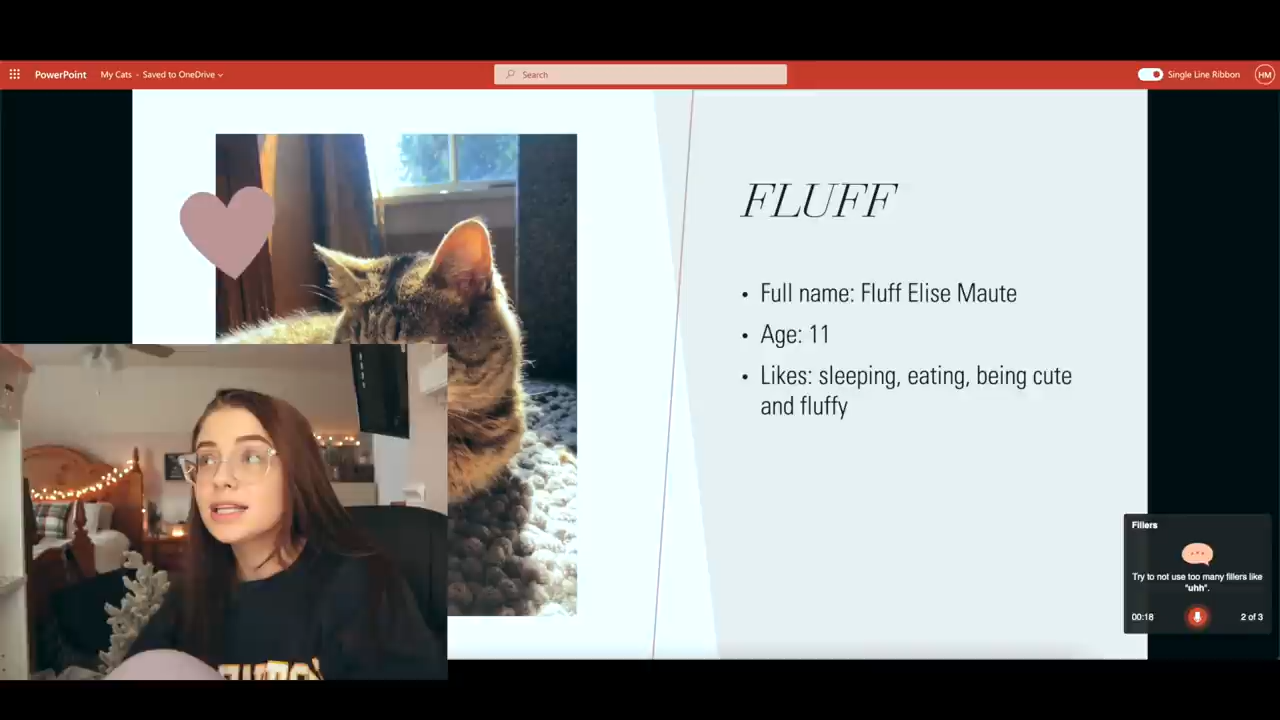 PowerPoint My Cats - Saved to OneDrive
Search
Single Line Ribbon HM
FLUFF
• Full name: Fluff Elise Maute
• Age: 11
• Likes: sleeping, eating, being cute
and fluffy
Fillers
Try to not use too many fillers like
"uhh".
00:18 2 of 3